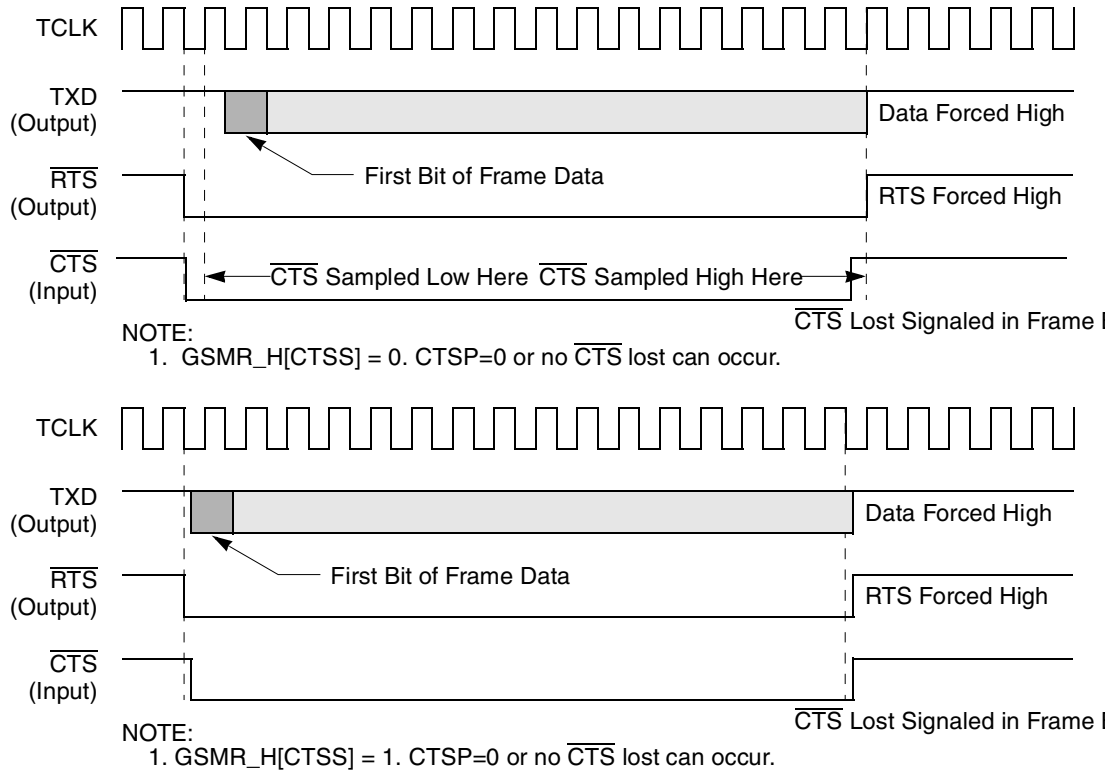 TCLK
TXD
(Output)
Data Forced High
First Bit of Frame Data
RTS
(Output)
RTS Forced High
CTS
(Input)
CTS Sampled Low Here CTS Sampled High Here
CTS Lost Signaled in Frame
NOTE:
1. GSMR_H[CTSS] = 0. CTSP=0 or no CTS lost can occur.
TCLK
TXD
(Output)
Data Forced High
First Bit of Frame Data
RTS
(Output)
RTS Forced High
CTS
(Input)
CTS Lost Signaled in Frame
NOTE:
1. GSMR_H[CTSS] = 1. CTSP=0 or no CTS lost can occur.